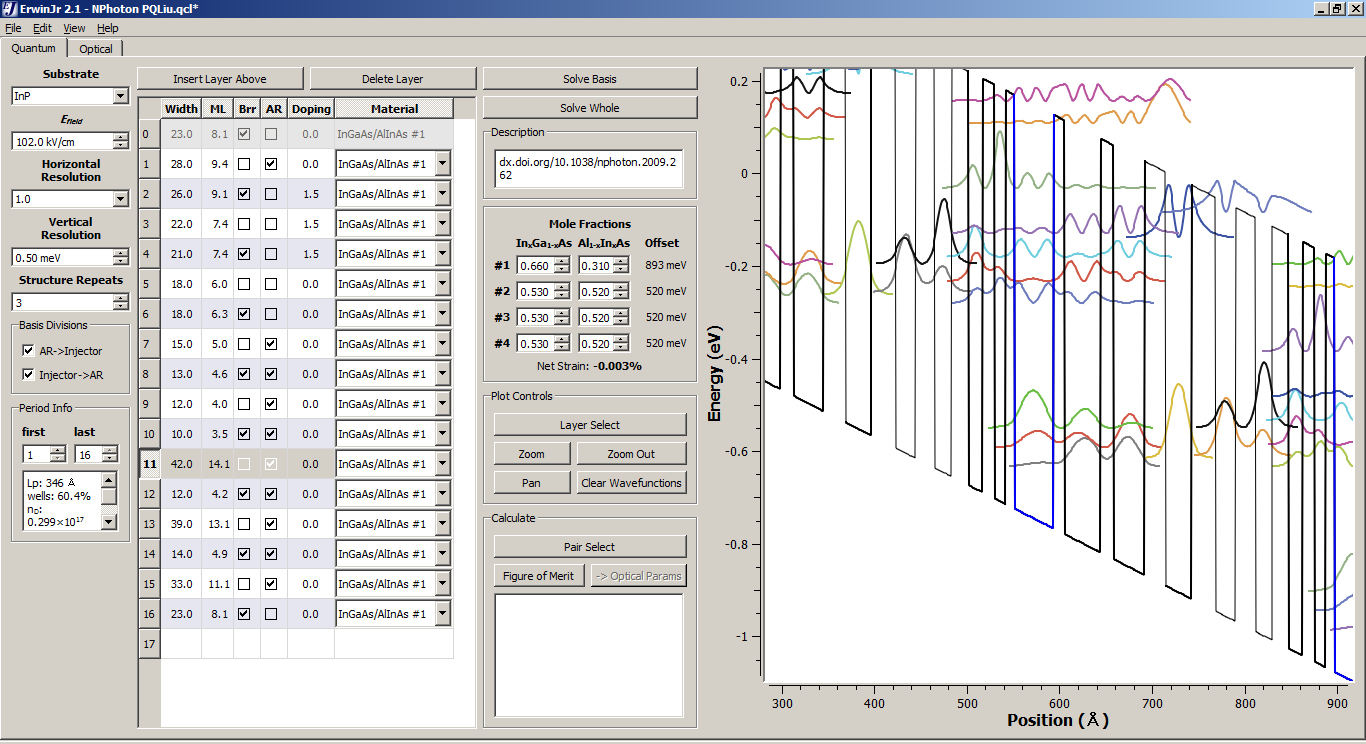 ErwinJr 2.1 - NPhoton PQLiu.qcl*
File Edit View Help
Quantum Optical
Substrate
InP
Efield
102.0 kV/cm
Horizontal
Resolution
1.0
Vertical
Resolution
0.50 meV
Structure Repeats
3
Basis Divisions
AR->Injector
Injector->AR
Period Info
first last
1 16
Lp: 346 Å
wells: 60.4%
nD:
0.299×10¹⁷
Insert Layer Above Delete Layer
Width ML Brr AR Doping Material
0 23.0 8.1 0.0 InGaAs/AlInAs #1
1 28.0 9.4 0.0 InGaAs/AlInAs #1
2 26.0 9.1 1.5 InGaAs/AlInAs #1
3 22.0 7.4 1.5 InGaAs/AlInAs #1
4 21.0 7.4 1.5 InGaAs/AlInAs #1
5 18.0 6.0 0.0 InGaAs/AlInAs #1
6 18.0 6.3 0.0 InGaAs/AlInAs #1
7 15.0 5.0 0.0 InGaAs/AlInAs #1
8 13.0 4.6 0.0 InGaAs/AlInAs #1
9 12.0 4.0 0.0 InGaAs/AlInAs #1
10 10.0 3.5 0.0 InGaAs/AlInAs #1
11 42.0 14.1 0.0 InGaAs/AlInAs #1
12 12.0 4.2 0.0 InGaAs/AlInAs #1
13 39.0 13.1 0.0 InGaAs/AlInAs #1
14 14.0 4.9 0.0 InGaAs/AlInAs #1
15 33.0 11.1 0.0 InGaAs/AlInAs #1
16 23.0 8.1 0.0 InGaAs/AlInAs #1
17
Solve Basis
Solve Whole
Description
dx.doi.org/10.1038/nphoton.2009.2
62
Mole Fractions
InxGa1-xAs Al1-xInxAs Offset
#1 0.660 0.310 893 meV
#2 0.530 0.520 520 meV
#3 0.530 0.520 520 meV
#4 0.530 0.520 520 meV
Net Strain: -0.003%
Plot Controls
Layer Select
Zoom Zoom Out
Pan Clear Wavefunctions
Calculate
Pair Select
Figure of Merit -> Optical Params
Energy (eV)
0.2
0
-0.2
-0.4
-0.6
-0.8
-1
300 400 500 600 700 800 900
Position (Å)